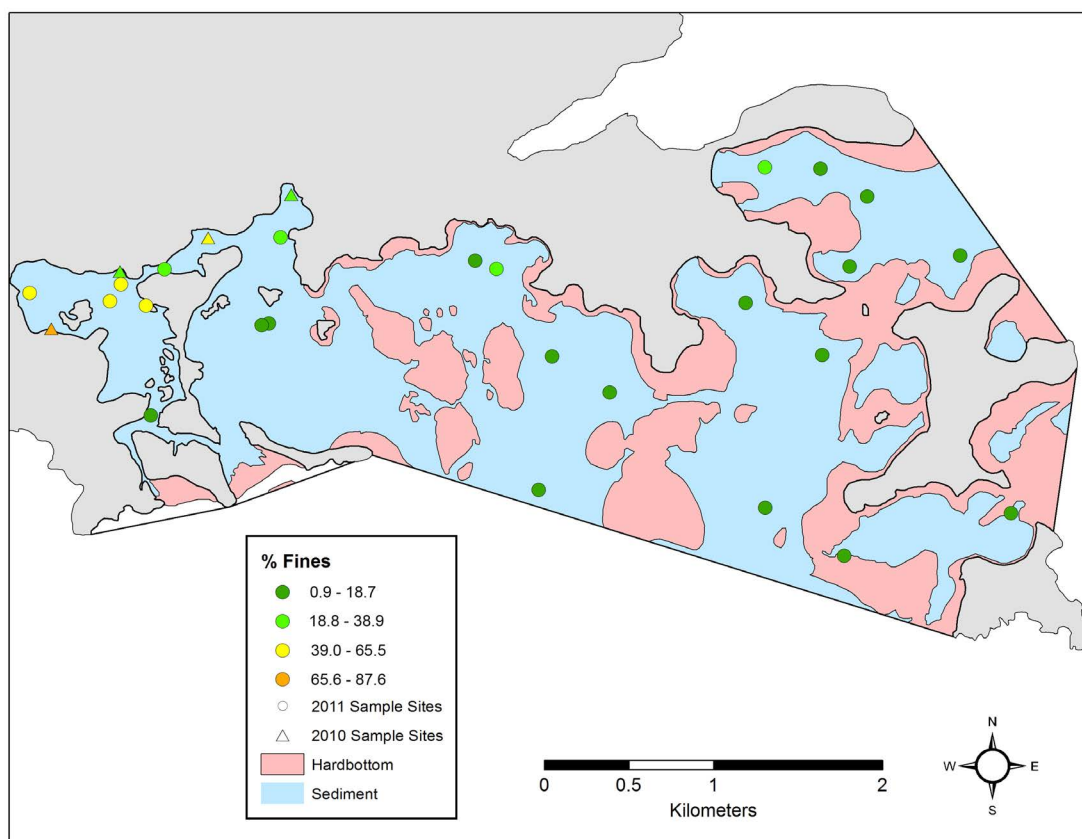 % Fines
0.9 - 18.7
18.8 - 38.9
39.0 - 65.5
65.6 - 87.6
2011 Sample Sites
2010 Sample Sites
Hardbottom
Sediment
0 0.5 1 2
Kilometers
N
W E
S